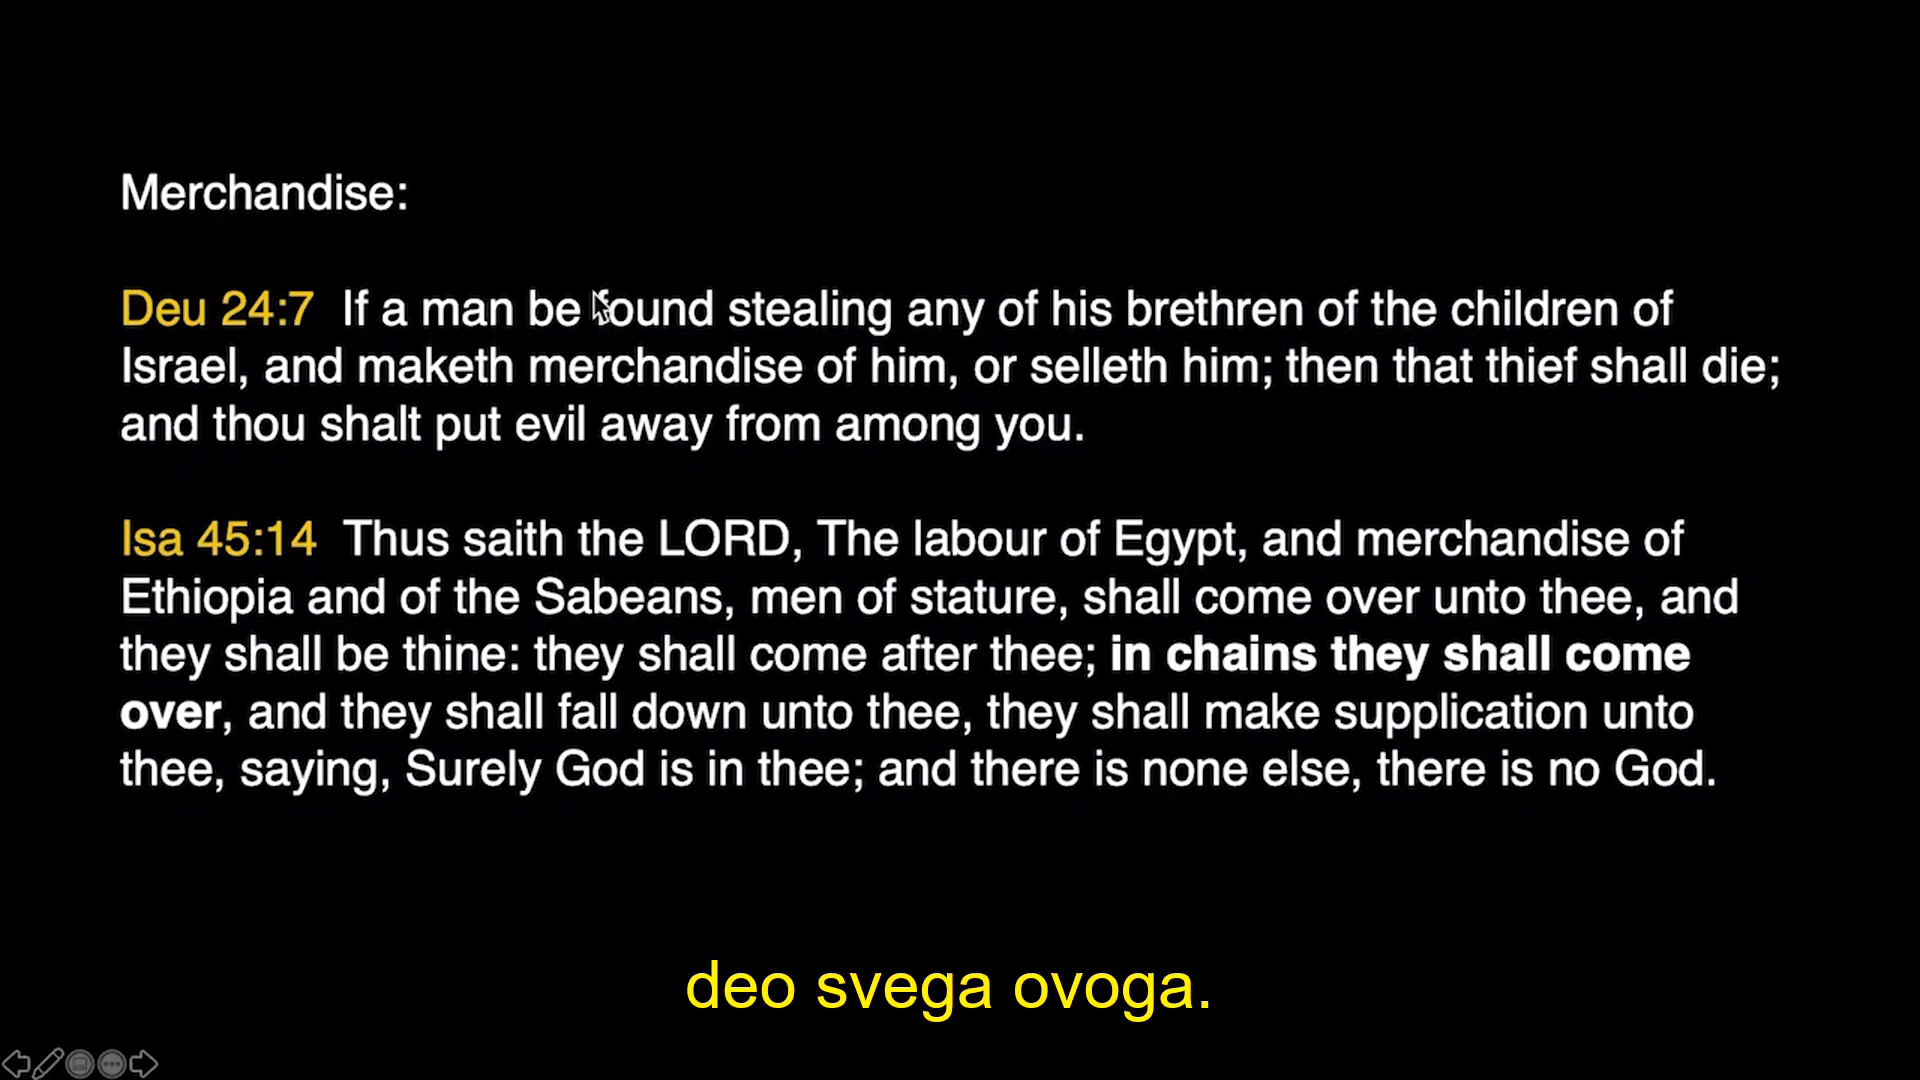 Merchandise:
Deu 24:7 If a man be found stealing any of his brethren of the children of
Israel, and maketh merchandise of him, or selleth him; then that thief shall die;
and thou shalt put evil away from among you.
Isa 45:14 Thus saith the LORD, The labour of Egypt, and merchandise of
Ethiopia and of the Sabeans, men of stature, shall come over unto thee, and
they shall be thine: they shall come after thee; in chains they shall come
over, and they shall fall down unto thee, they shall make supplication unto
thee, saying, Surely God is in thee; and there is none else, there is no God.
deo svega ovoga.